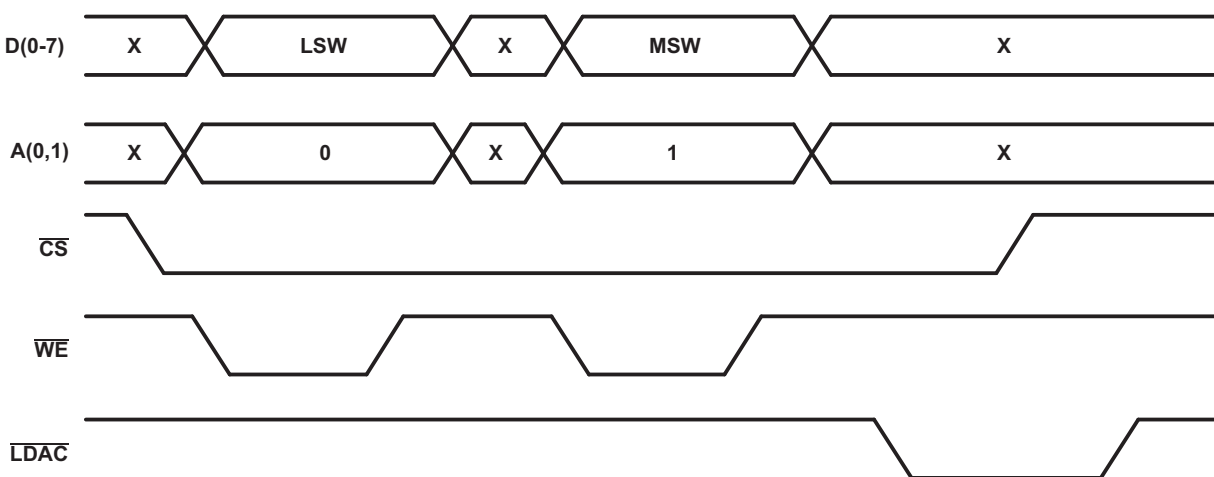 D(0-7) X LSW X MSW X
A(0,1) X 0 X 1 X
CS
WE
LDAC